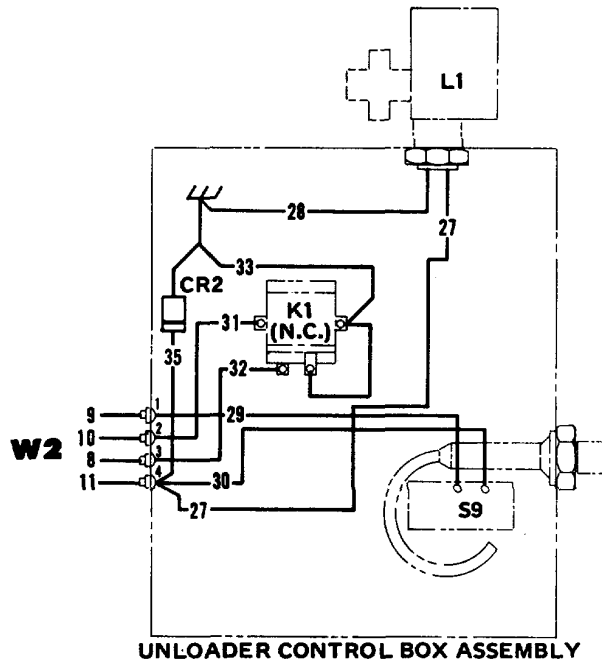 L1
28
27
33
CR2
K1
(N.C.)
31
35
32
9
1
29
10
2
W2
8
3
11
4
30
27
S9
UNLOADER CONTROL BOX ASSEMBLY